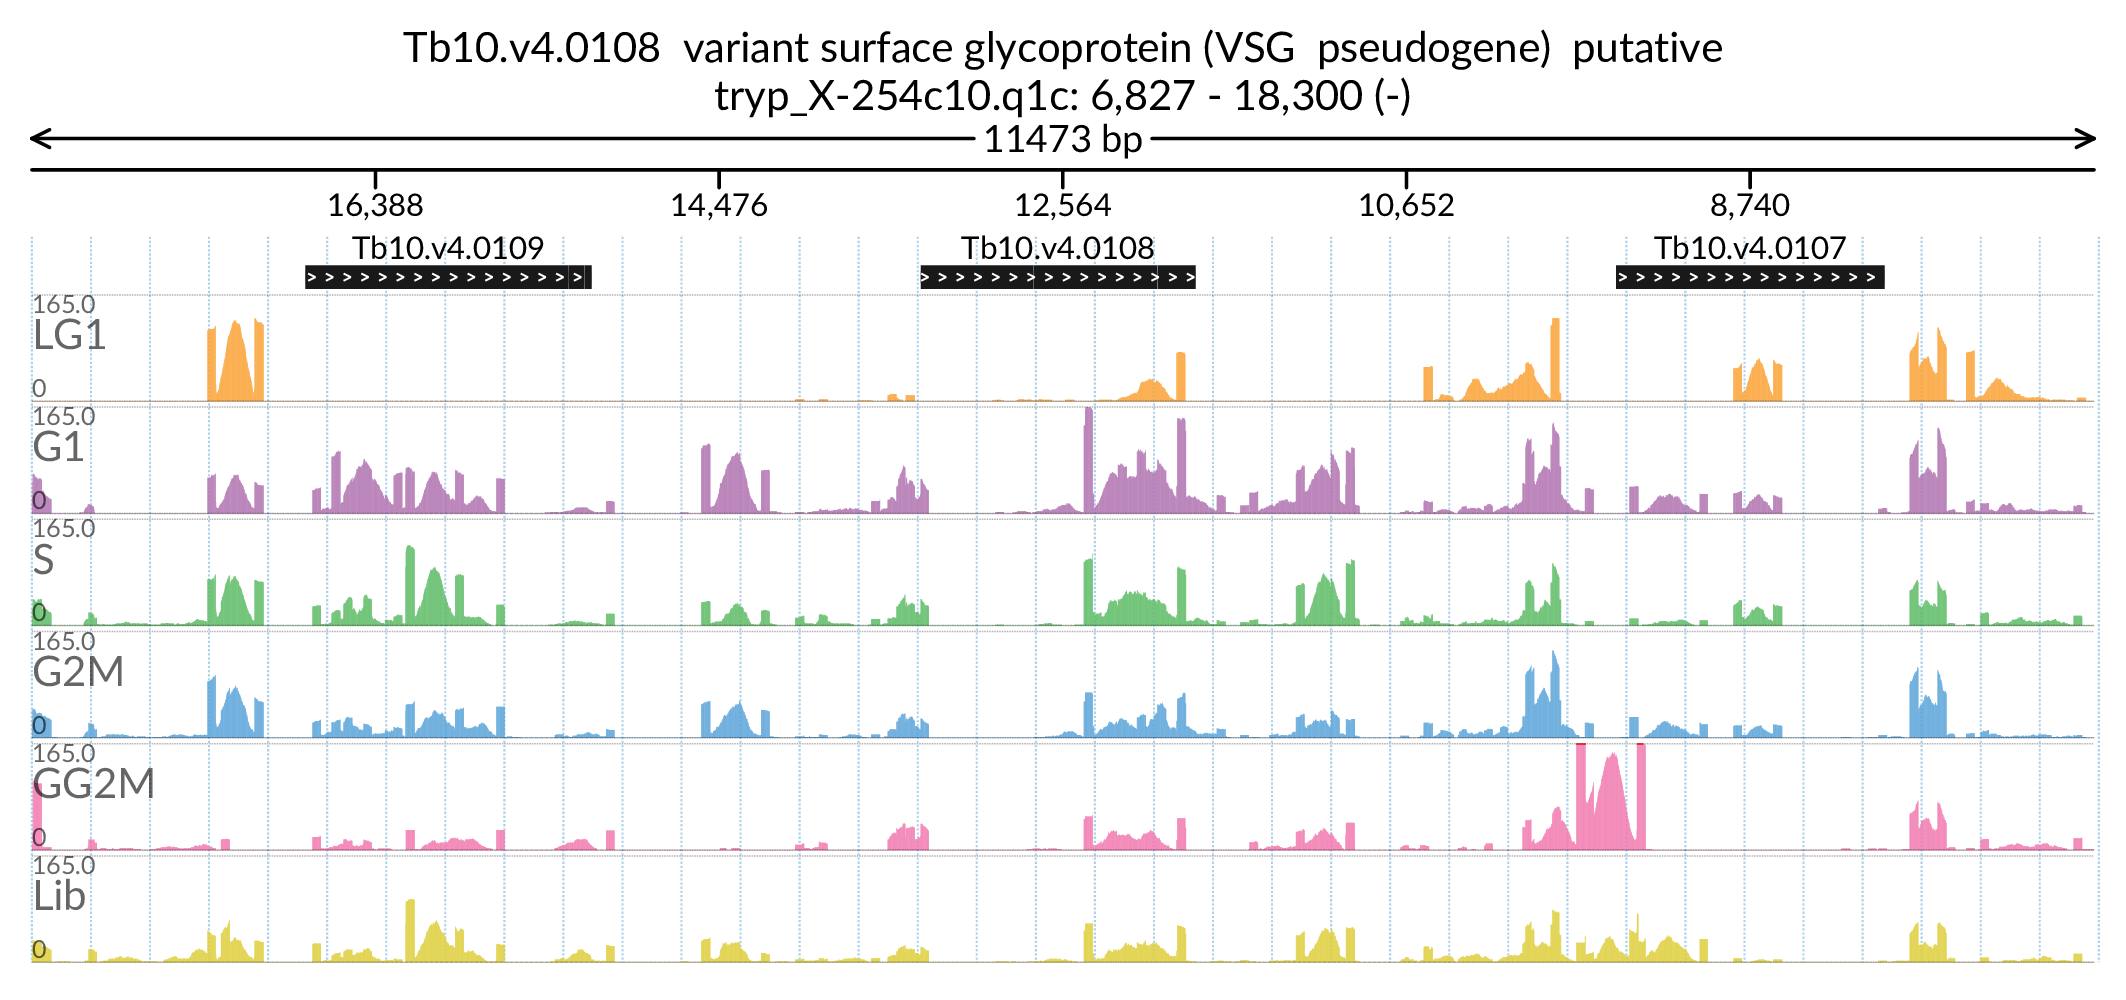 Tb10.v4.0108  variant surface glycoprotein (VSG  pseudogene)  putative
tryp_X-254c10.q1c: 6,827 - 18,300 (-)
11473 bp
16,388 14,476 12,564 10,652 8,740
Tb10.v4.0109 Tb10.v4.0108 Tb10.v4.0107
165.0
LG1
0
165.0
G1
0
165.0
S
0
165.0
G2M
0
165.0
GG2M
0
165.0
Lib
0